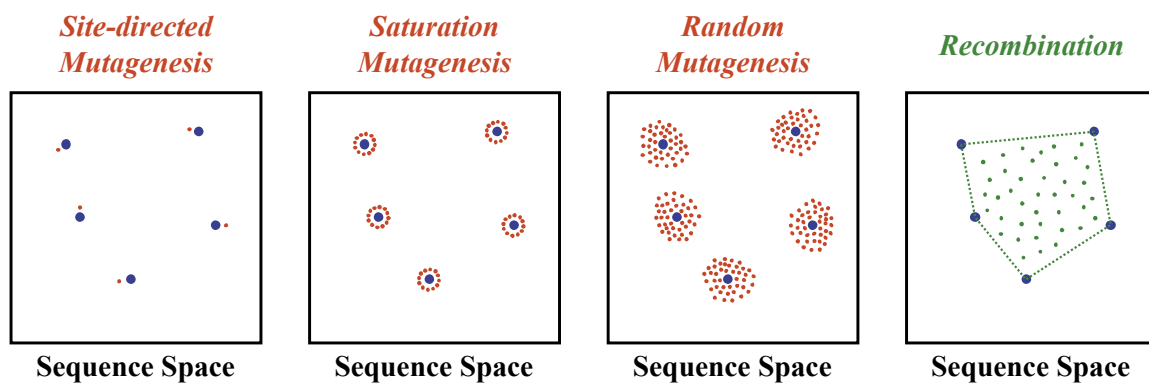 Site-directed
Mutagenesis
Saturation
Mutagenesis
Random
Mutagenesis
Recombination
Sequence Space
Sequence Space
Sequence Space
Sequence Space